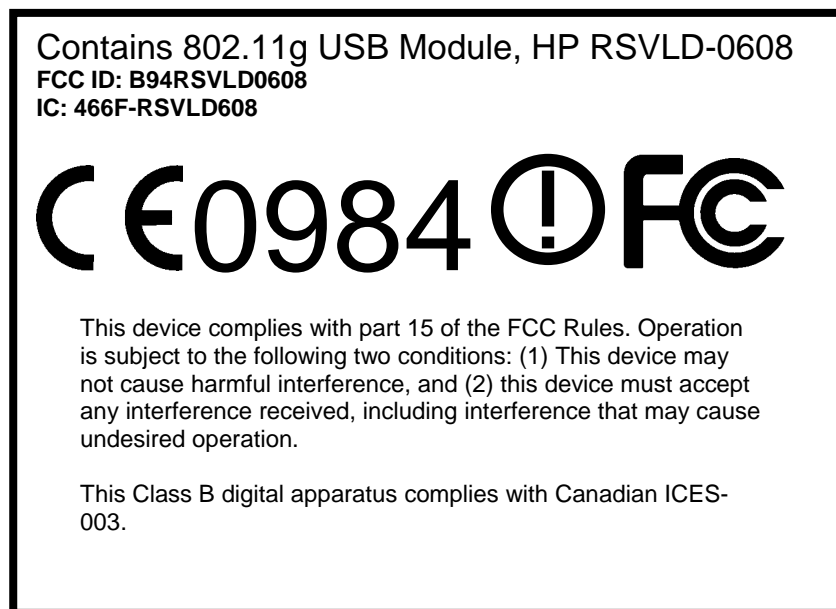 Contains 802.11g USB Module, HP RSVLD-0608
FCC ID: B94RSVLD0608
IC: 466F-RSVLD608
CE0984 ! FC
This device complies with part 15 of the FCC Rules. Operation
is subject to the following two conditions: (1) This device may
not cause harmful interference, and (2) this device must accept
any interference received, including interference that may cause
undesired operation.
This Class B digital apparatus complies with Canadian ICES-
003.